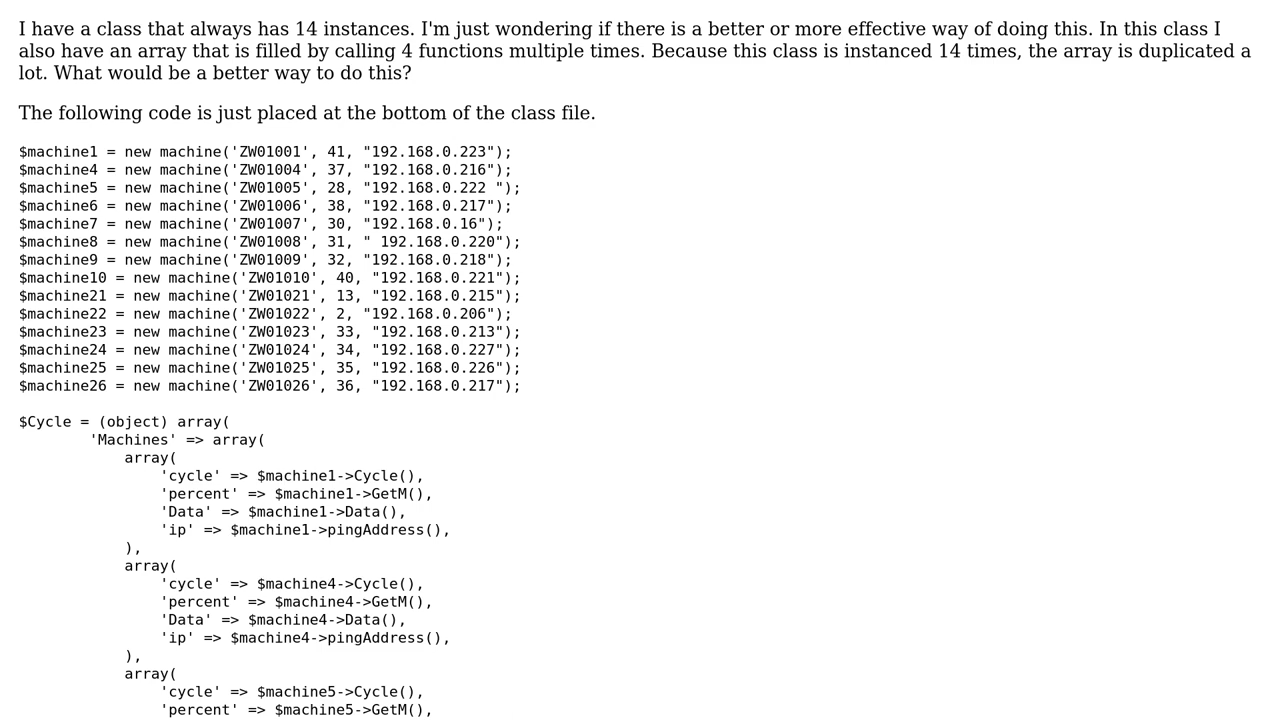 I have a class that always has 14 instances. I'm just wondering if there is a better or more effective way of doing this. In this class I
also have an array that is filled by calling 4 functions multiple times. Because this class is instanced 14 times, the array is duplicated a
lot. What would be a better way to do this?
The following code is just placed at the bottom of the class file.
$machine1 = new machine('ZW01001', 41, "192.168.0.223");
$machine4 = new machine('ZW01004', 37, "192.168.0.216");
$machine5 = new machine('ZW01005', 28, "192.168.0.222 ");
$machine6 = new machine('ZW01006', 38, "192.168.0.217");
$machine7 = new machine('ZW01007', 30, "192.168.0.16");
$machine8 = new machine('ZW01008', 31, " 192.168.0.220");
$machine9 = new machine('ZW01009', 32, "192.168.0.218");
$machine10 = new machine('ZW01010', 40, "192.168.0.221");
$machine21 = new machine('ZW01021', 13, "192.168.0.215");
$machine22 = new machine('ZW01022', 2, "192.168.0.206");
$machine23 = new machine('ZW01023', 33, "192.168.0.213");
$machine24 = new machine('ZW01024', 34, "192.168.0.227");
$machine25 = new machine('ZW01025', 35, "192.168.0.226");
$machine26 = new machine('ZW01026', 36, "192.168.0.217");
$Cycle = (object) array(
        'Machines' => array(
            array(
                'cycle' => $machine1->Cycle(),
                'percent' => $machine1->GetM(),
                'Data' => $machine1->Data(),
                'ip' => $machine1->pingAddress(),
            ),
            array(
                'cycle' => $machine4->Cycle(),
                'percent' => $machine4->GetM(),
                'Data' => $machine4->Data(),
                'ip' => $machine4->pingAddress(),
            ),
            array(
                'cycle' => $machine5->Cycle(),
                'percent' => $machine5->GetM(),